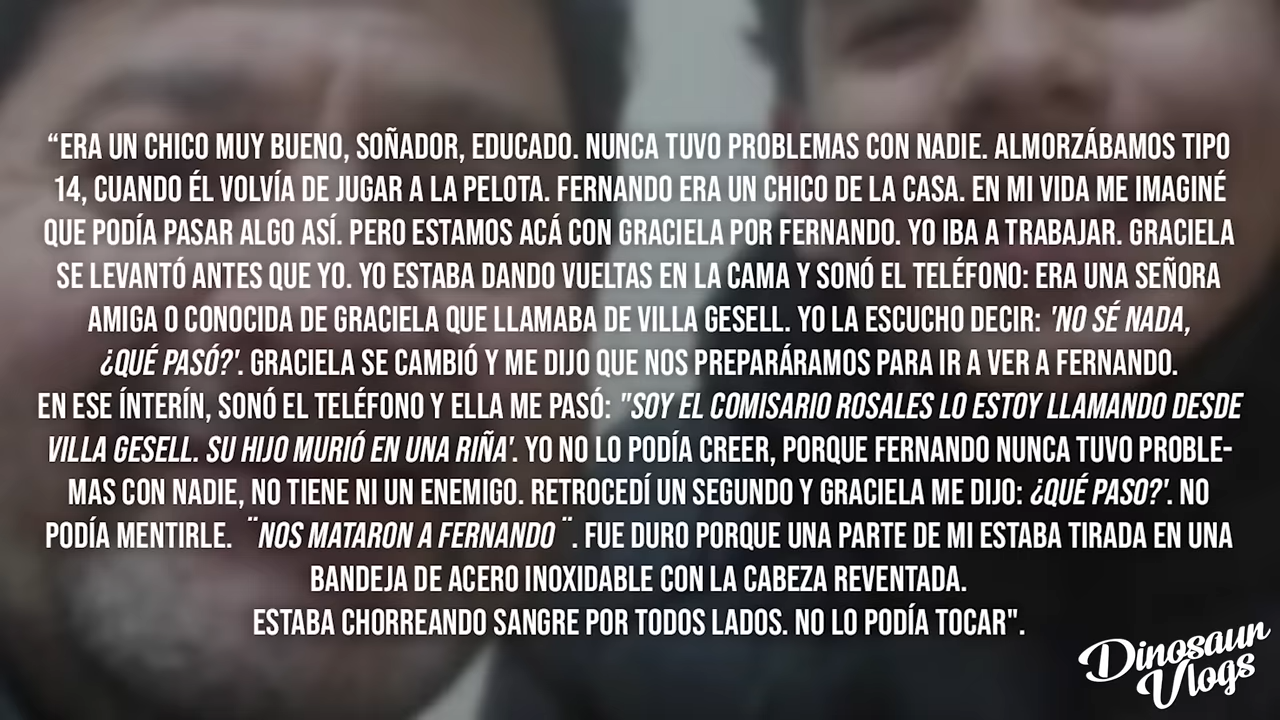 “ERA UN CHICO MUY BUENO, SOÑADOR, EDUCADO. NUNCA TUVO PROBLEMAS CON NADIE. ALMORZÁBAMOS TIPO
14, CUANDO ÉL VOLVÍA DE JUGAR A LA PELOTA. FERNANDO ERA UN CHICO DE LA CASA. EN MI VIDA ME IMAGINÉ
QUE PODÍA PASAR ALGO ASÍ. PERO ESTAMOS ACÁ CON GRACIELA POR FERNANDO. YO IBA A TRABAJAR. GRACIELA
SE LEVANTÓ ANTES QUE YO. YO ESTABA DANDO VUELTAS EN LA CAMA Y SONÓ EL TELÉFONO: ERA UNA SEÑORA
AMIGA O CONOCIDA DE GRACIELA QUE LLAMABA DE VILLA GESELL. YO LA ESCUCHO DECIR: 'NO SÉ NADA,
¿QUÉ PASÓ?'. GRACIELA SE CAMBIÓ Y ME DIJO QUE NOS PREPARÁRAMOS PARA IR A VER A FERNANDO.
EN ESE ÍNTERÍN, SONÓ EL TELÉFONO Y ELLA ME PASÓ: "SOY EL COMISARIO ROSALES LO ESTOY LLAMANDO DESDE
VILLA GESELL. SU HIJO MURIÓ EN UNA RIÑA'. YO NO LO PODÍA CREER, PORQUE FERNANDO NUNCA TUVO PROBLE-
MAS CON NADIE, NO TIENE NI UN ENEMIGO. RETROCEDÍ UN SEGUNDO Y GRACIELA ME DIJO: ¿QUÉ PASO?'. NO
PODÍA MENTIRLE. ¨NOS MATARON A FERNANDO ¨. FUE DURO PORQUE UNA PARTE DE MI ESTABA TIRADA EN UNA
BANDEJA DE ACERO INOXIDABLE CON LA CABEZA REVENTADA.
ESTABA CHORREANDO SANGRE POR TODOS LADOS. NO LO PODÍA TOCAR".
Dinosaur
Vlogs